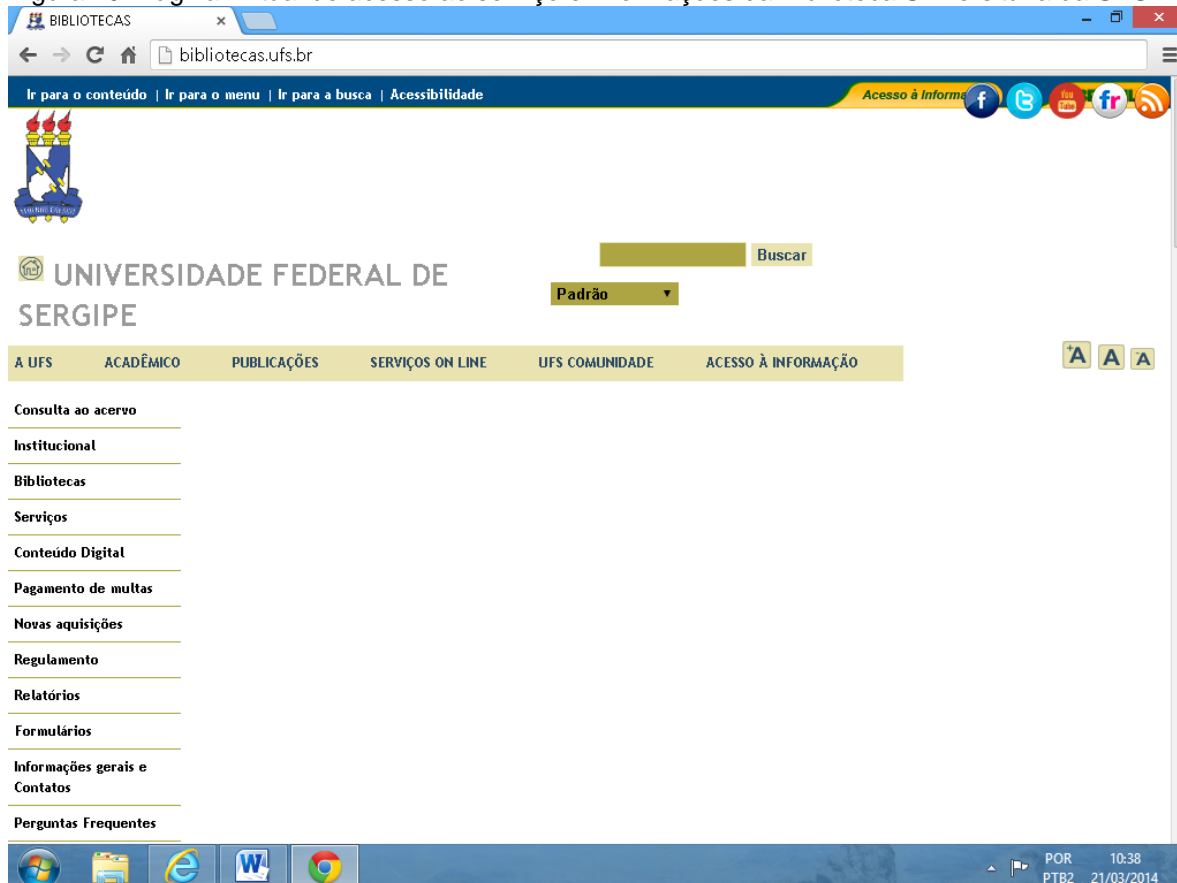 BIBLIOTECAS
bibliotecas.ufs.br
Ir para o conteúdo | Ir para o menu | Ir para a busca | Acessibilidade
Acesso à Informa
f
You
Tube
fr
Buscar
UNIVERSIDADE FEDERAL DE
SERGIPE
Padrão
A UFS ACADÊMICO PUBLICAÇÕES SERVIÇOS ON LINE UFS COMUNIDADE ACESSO À INFORMAÇÃO
+A A -A
Consulta ao acervo
Institucional
Bibliotecas
Serviços
Conteúdo Digital
Pagamento de multas
Novas aquisições
Regulamento
Relatórios
Formulários
Informações gerais e
Contatos
Perguntas Frequentes
POR 10:38
PTB2 21/03/2014